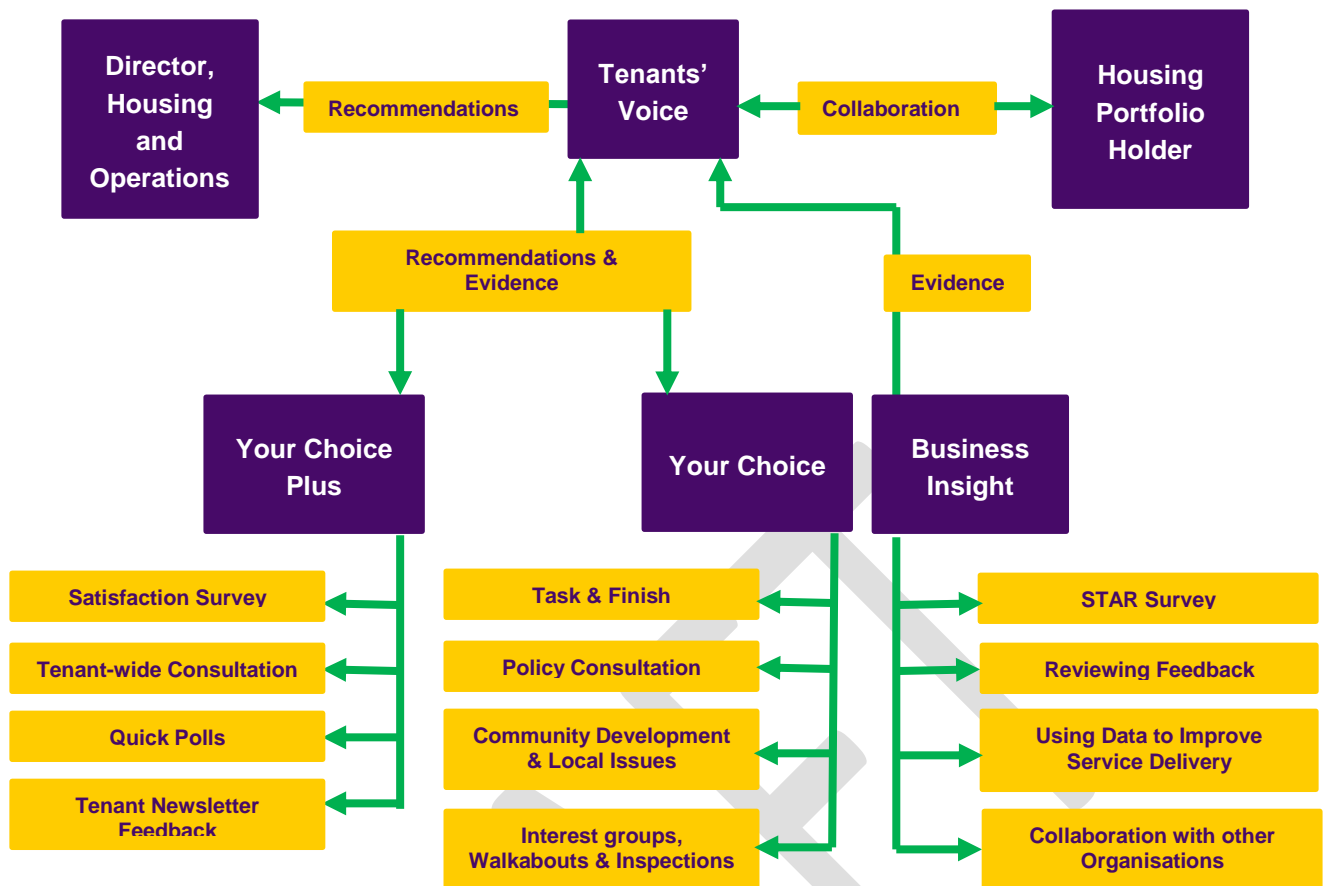 Director,
Housing
and
Operations
Recommendations
Tenants’
Voice
Collaboration
Housing
Portfolio
Holder
Recommendations &
Evidence
Evidence
Your Choice
Plus
Your Choice
Business
Insight
Satisfaction Survey
Tenant-wide Consultation
Quick Polls
Tenant Newsletter
Feedback
Task & Finish
Policy Consultation
Community Development
& Local Issues
Interest groups,
Walkabouts & Inspections
STAR Survey
Reviewing Feedback
Using Data to Improve
Service Delivery
Collaboration with other
Organisations